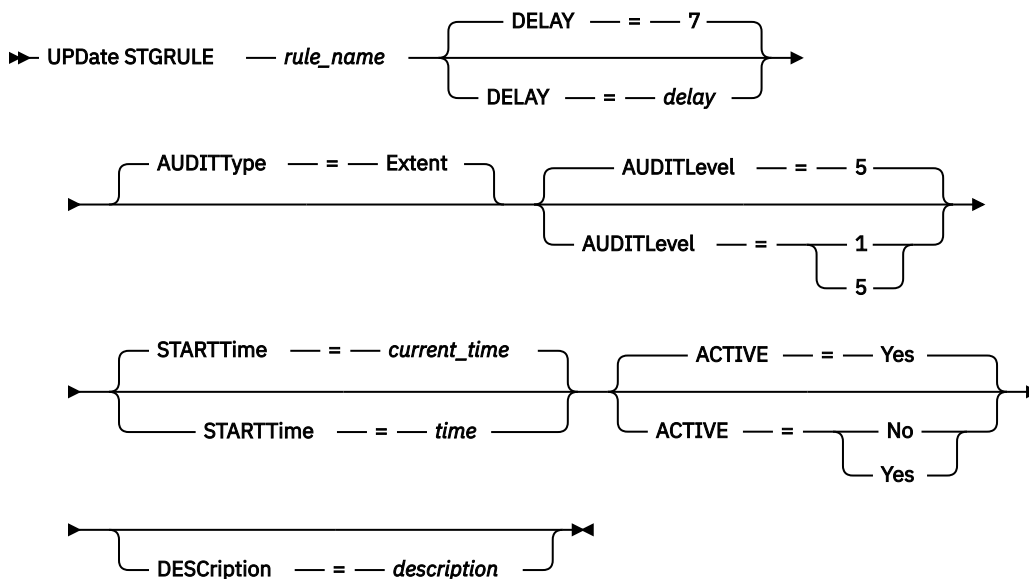 DELAY = 7
UPDate STGRULE rule_name
DELAY = delay
AUDITType = Extent
AUDITLevel = 5
AUDITLevel = 1
5
STARTTime = current_time
STARTTime = time
ACTIVE = Yes
ACTIVE = No
Yes
DESCription = description